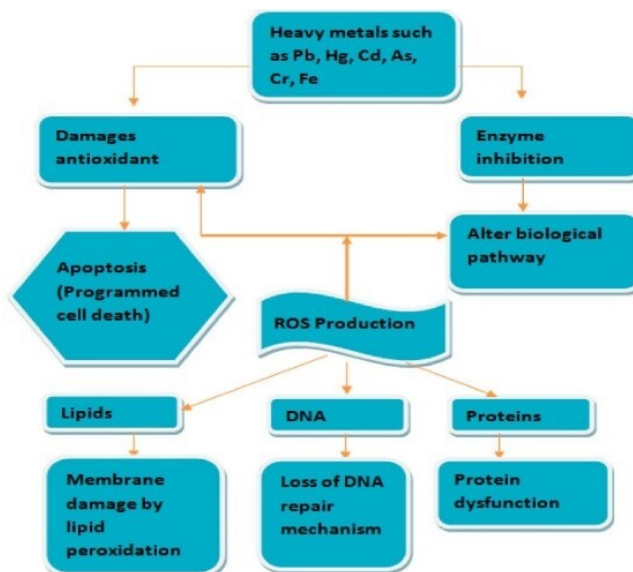 Heavy metals such
as Pb, Hg, Cd, As,
Cr, Fe
Damages
antioxidant
Enzyme
inhibition
Apoptosis
(Programmed
cell death)
Alter biological
pathway
ROS Production
Lipids
DNA
Proteins
Membrane
damage by
lipid
peroxidation
Loss of DNA
repair
mechanism
Protein
dysfunction